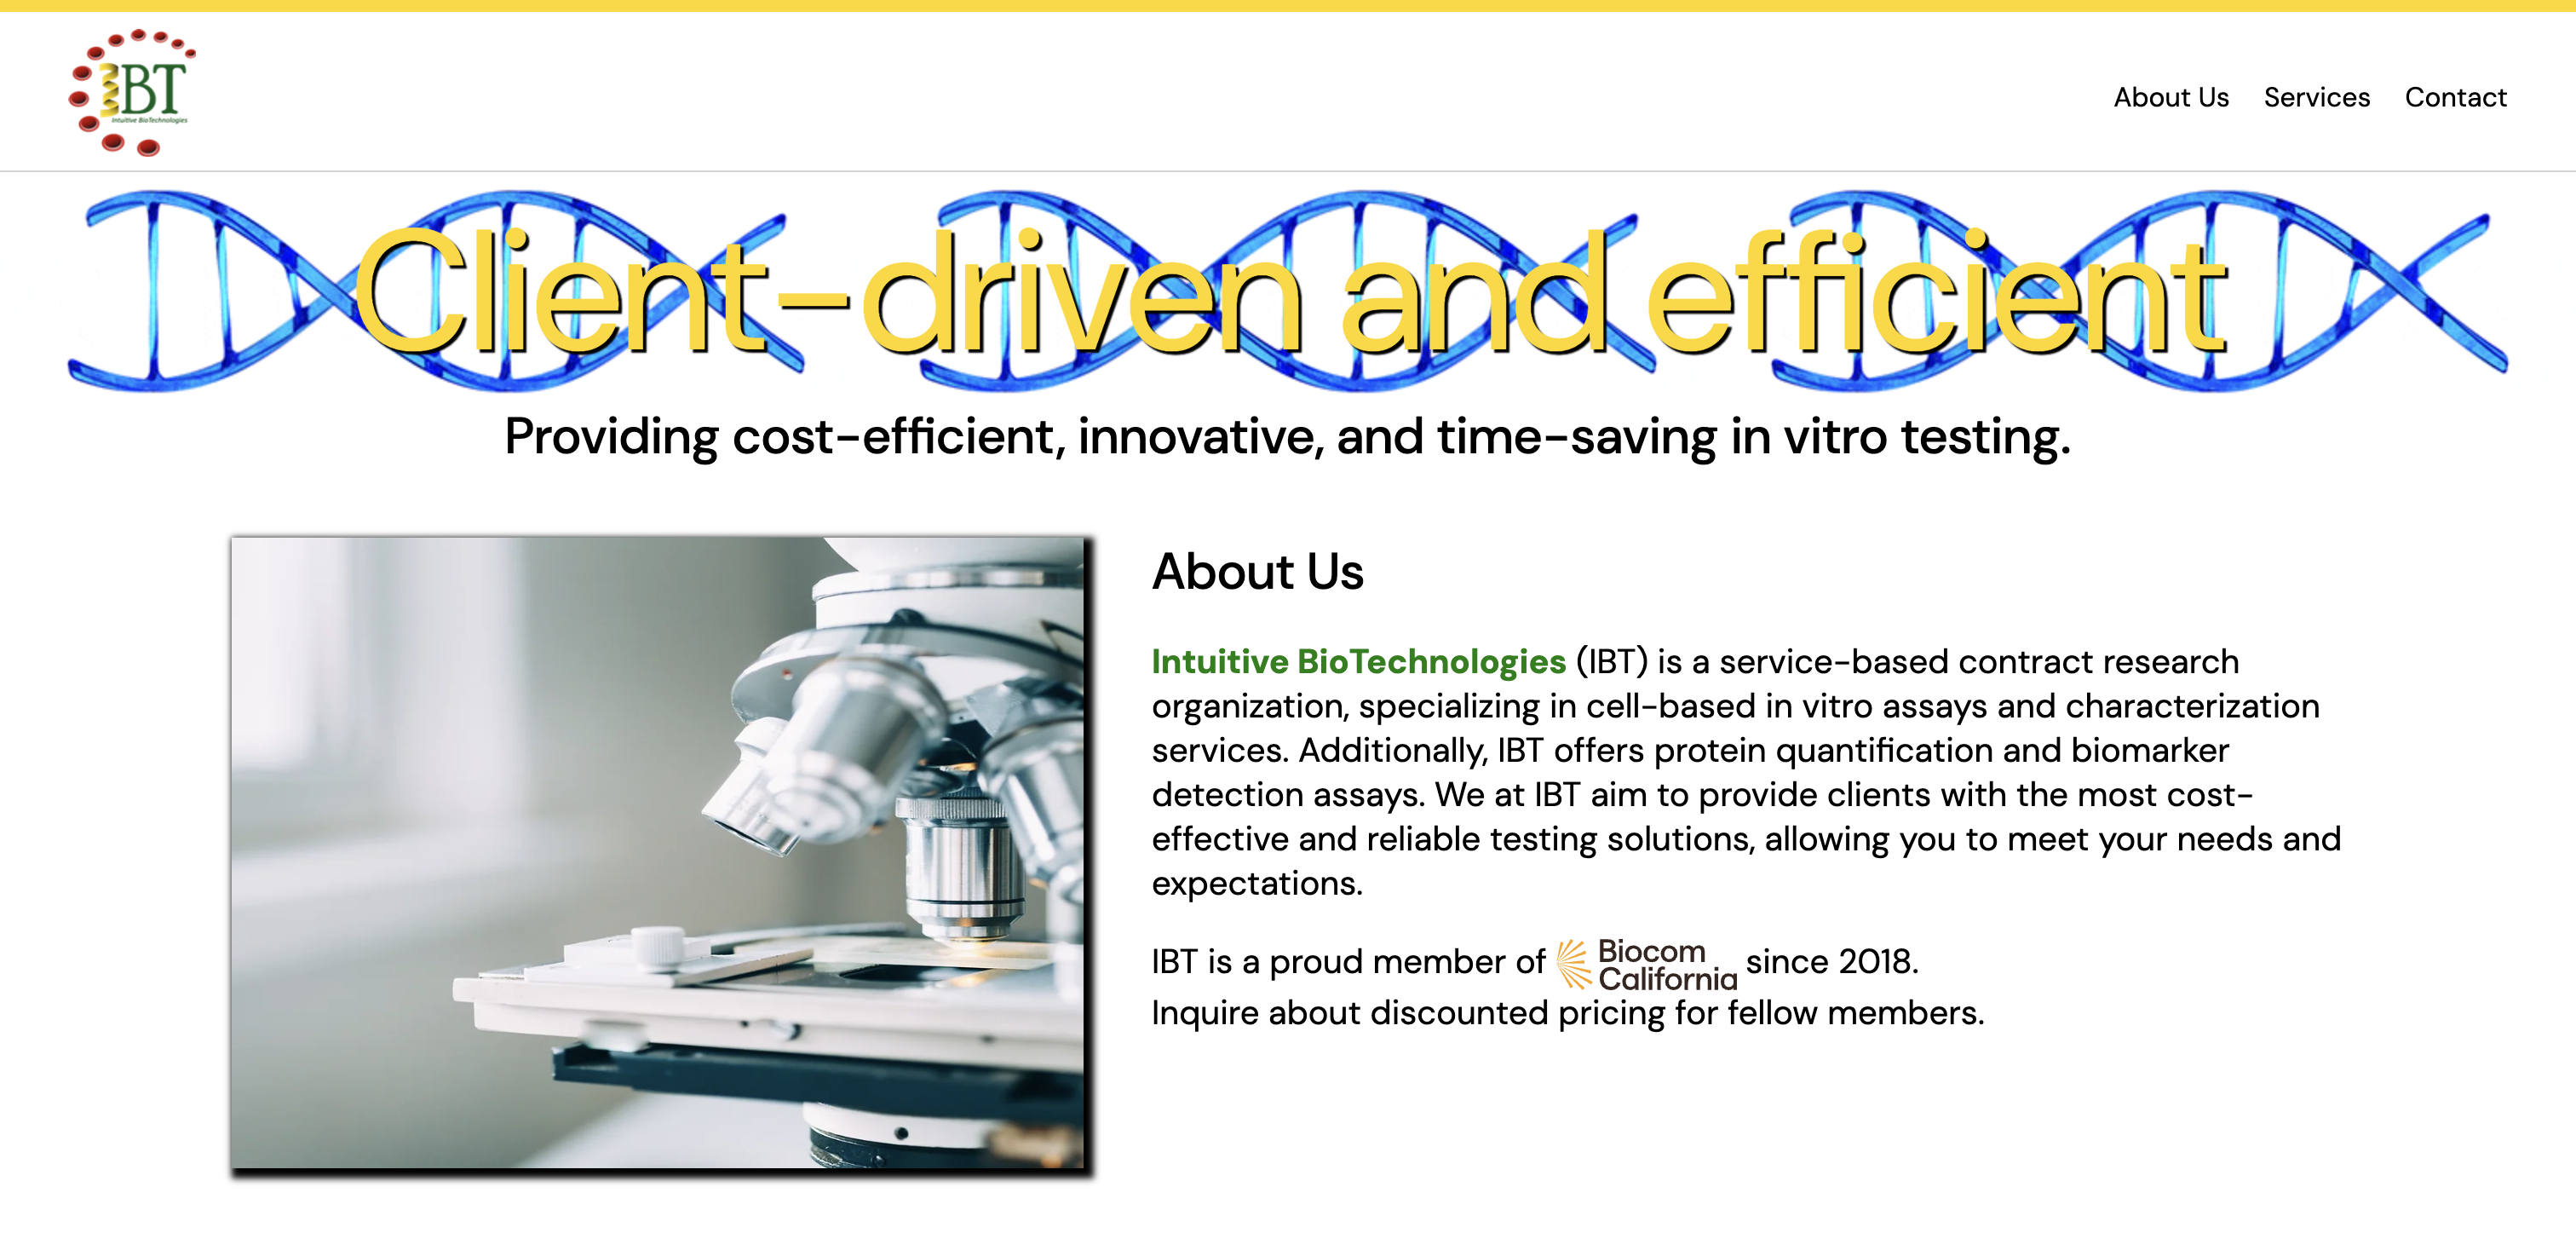 IBT
Intuitive BioTechnologies
About Us
Services
Contact
Client-driven and efficient
Providing cost-efficient, innovative, and time-saving in vitro testing.
About Us
Intuitive BioTechnologies (IBT) is a service-based contract research
organization, specializing in cell-based in vitro assays and characterization
services. Additionally, IBT offers protein quantification and biomarker
detection assays. We at IBT aim to provide clients with the most cost-
effective and reliable testing solutions, allowing you to meet your needs and
expectations.
IBT is a proud member of Biocom California since 2018.
Inquire about discounted pricing for fellow members.